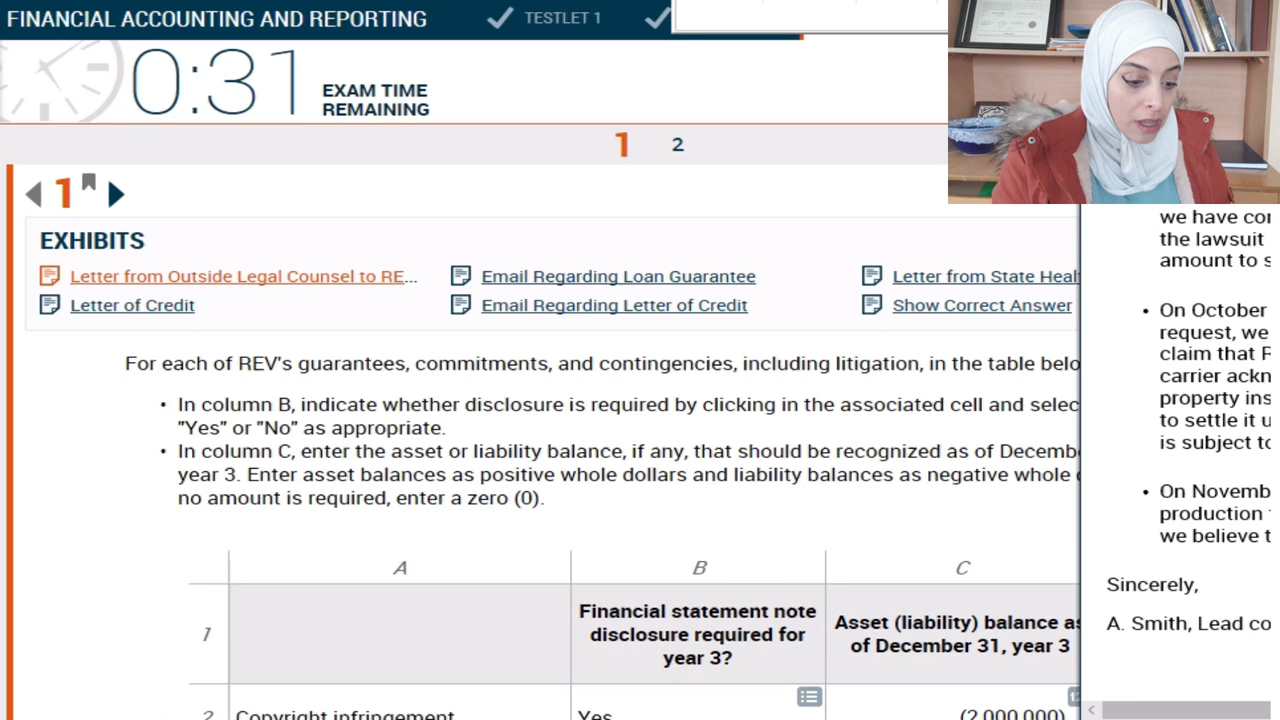 FINANCIAL ACCOUNTING AND REPORTING
TESTLET 1
0:31
EXAM TIME
REMAINING
1 2
1
EXHIBITS
Letter from Outside Legal Counsel to RE...
Email Regarding Loan Guarantee
Letter from State Heal
Letter of Credit
Email Regarding Letter of Credit
Show Correct Answer
For each of REV's guarantees, commitments, and contingencies, including litigation, in the table belo
• In column B, indicate whether disclosure is required by clicking in the associated cell and selec
"Yes" or "No" as appropriate.
• In column C, enter the asset or liability balance, if any, that should be recognized as of Decemb
year 3. Enter asset balances as positive whole dollars and liability balances as negative whole
no amount is required, enter a zero (0).
A B C
1
Financial statement note
disclosure required for
year 3?
Asset (liability) balance as
of December 31, year 3
2 Copyright infringement Yes (2,000,000)
we have co
the lawsuit
amount to s
• On October
request, we
claim that
carrier ackn
property ins
to settle it u
is subject to
• On Novemb
production
we believe t
Sincerely,
A. Smith, Lead co